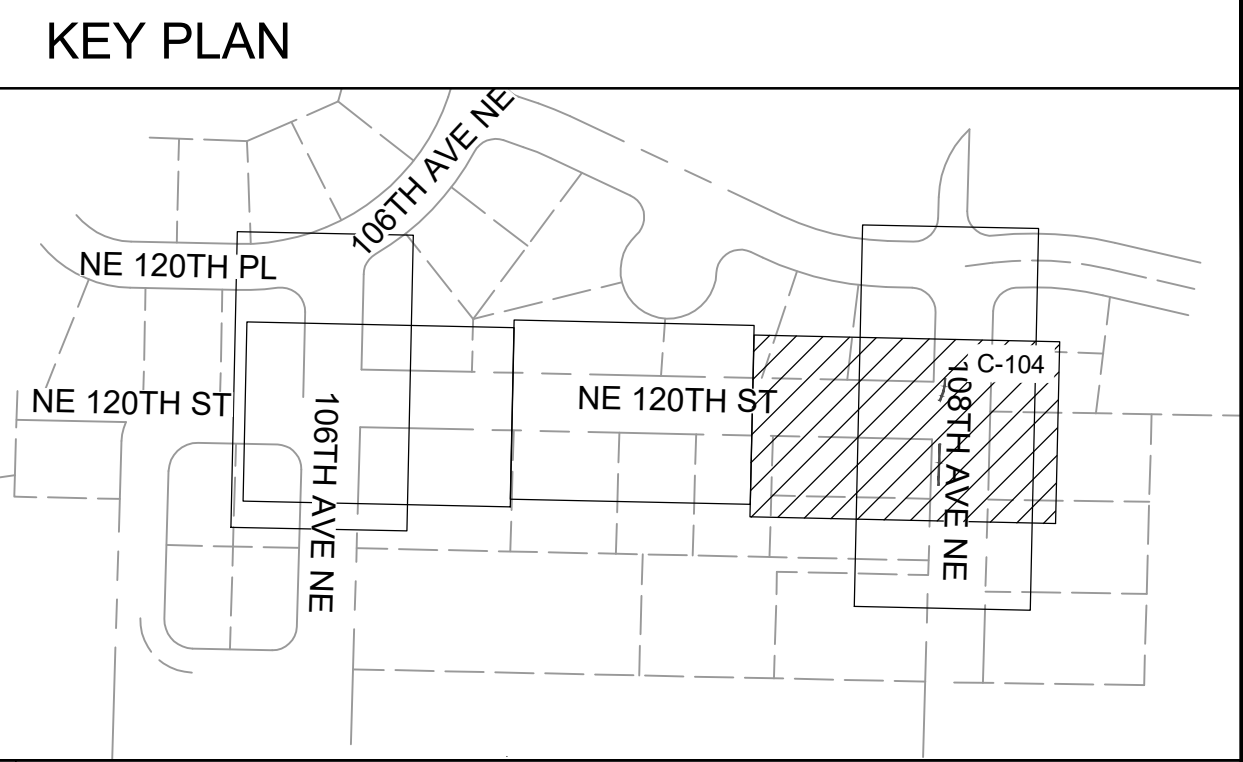 KEY PLAN
106TH AVE NE
NE 120TH PL
C-104
NE 120TH ST
NE 120TH ST
106TH AVE NE
108TH AVE NE